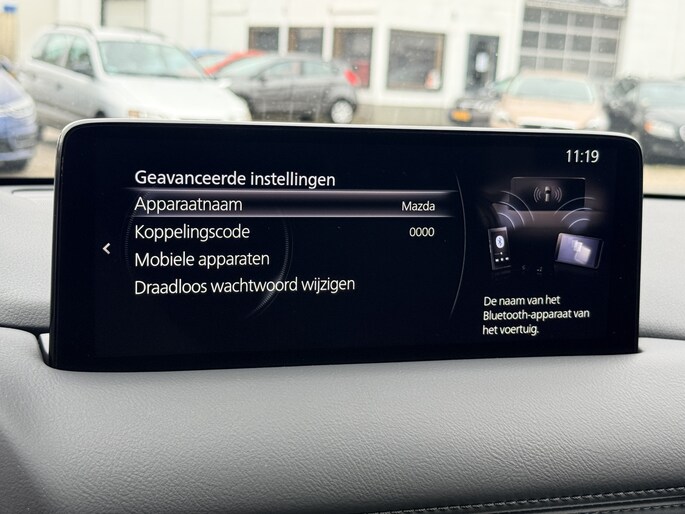 11:19
Geavanceerde instellingen
Apparaatnaam Mazda
Koppelingscode 0000
Mobiele apparaten
Draadloos wachtwoord wijzigen
De naam van het
Bluetooth-apparaat van
het voertuig.